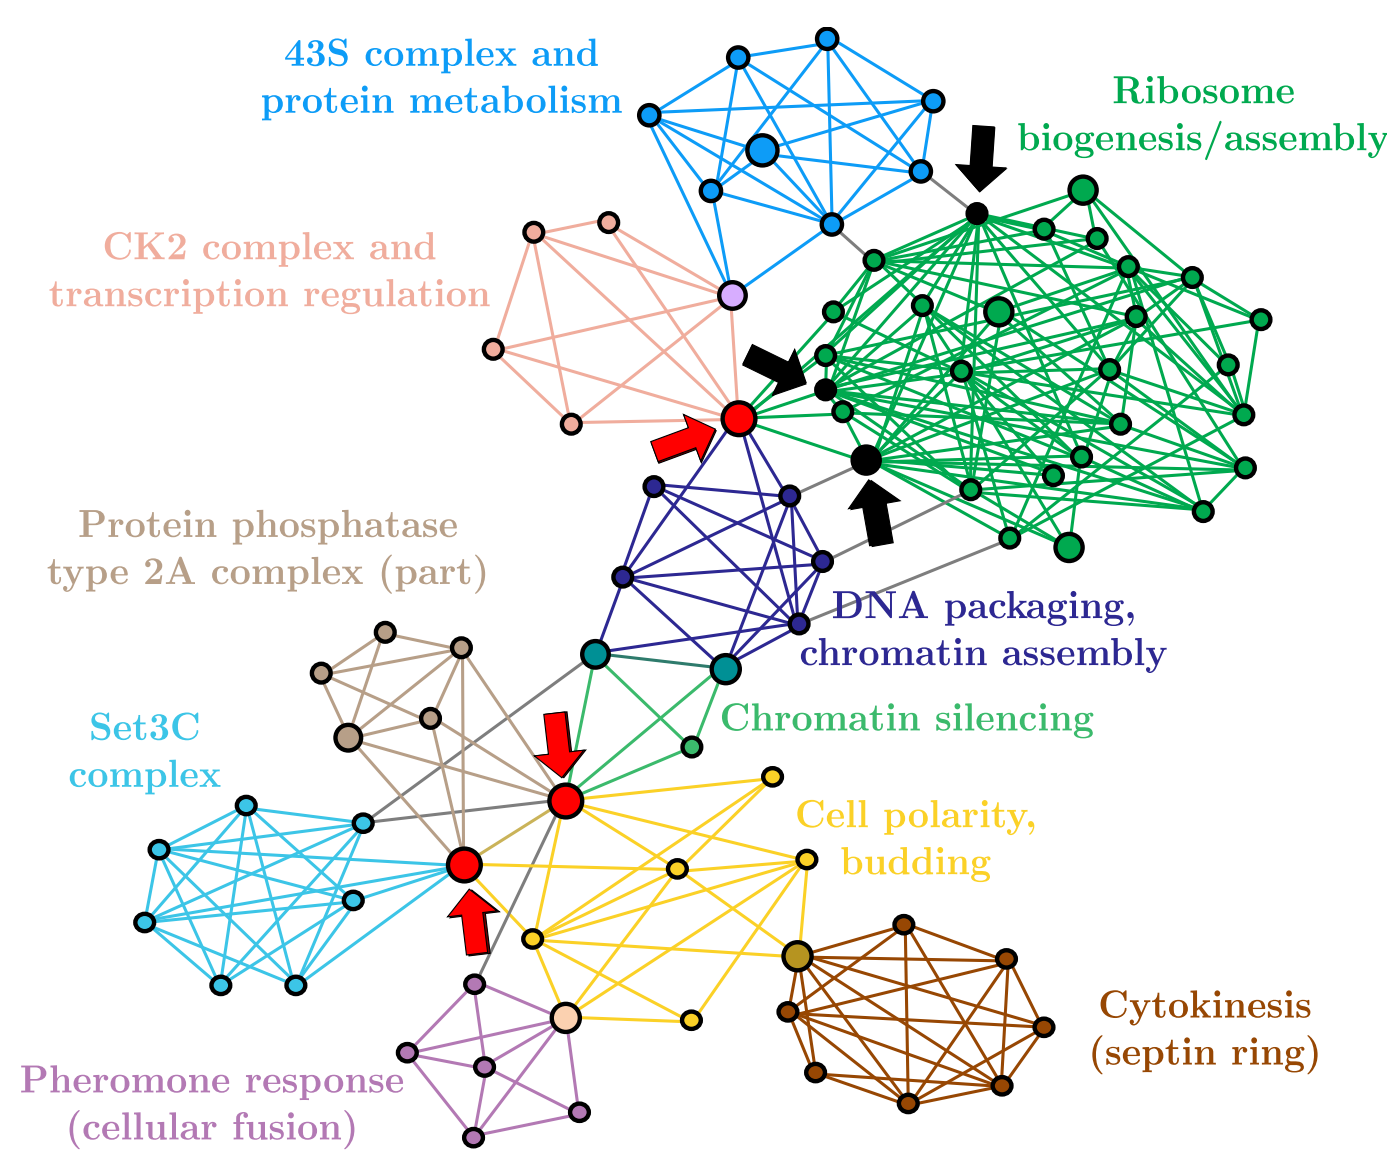 43S complex and
protein metabolism
Ribosome
biogenesis/assembly
CK2 complex and
transcription regulation
Protein phosphatase
type 2A complex (part)
DNA packaging,
chromatin assembly
Chromatin silencing
Set3C
complex
Cell polarity,
budding
Cytokinesis
(septin ring)
Pheromone response
(cellular fusion)